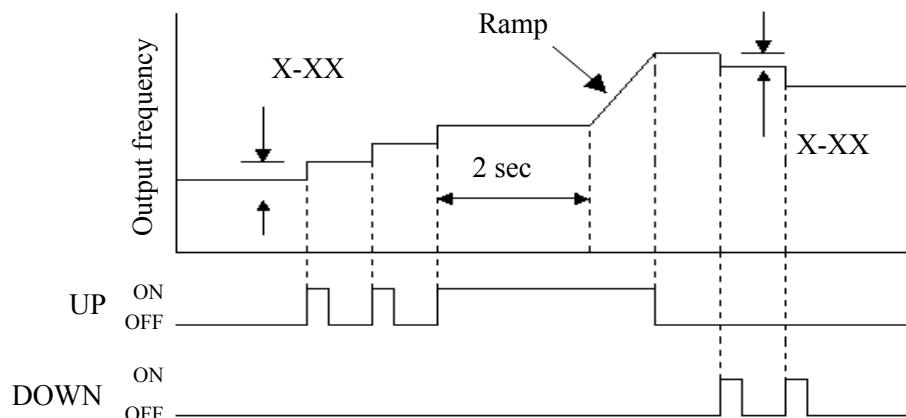 Output frequency
Ramp
X-XX
X-XX
2 sec
UP
ON
OFF
DOWN
ON
OFF